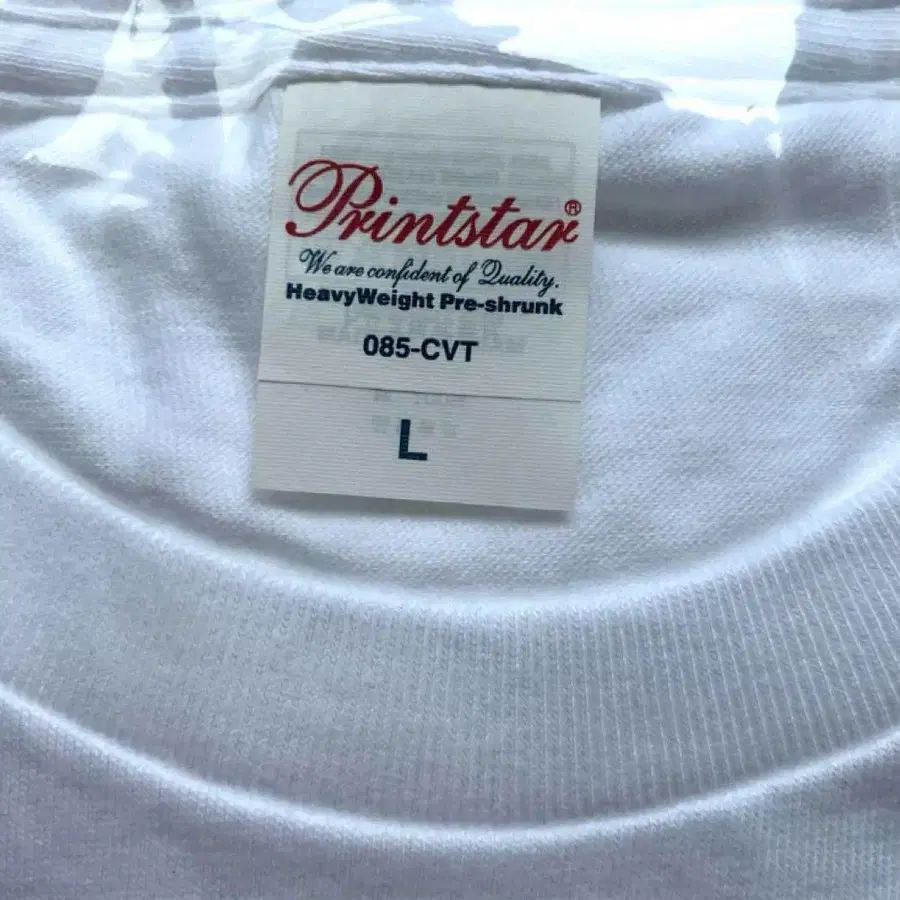 Printstar®
We are confident of Quality.
HeavyWeight Pre-shrunk
085-CVT
L